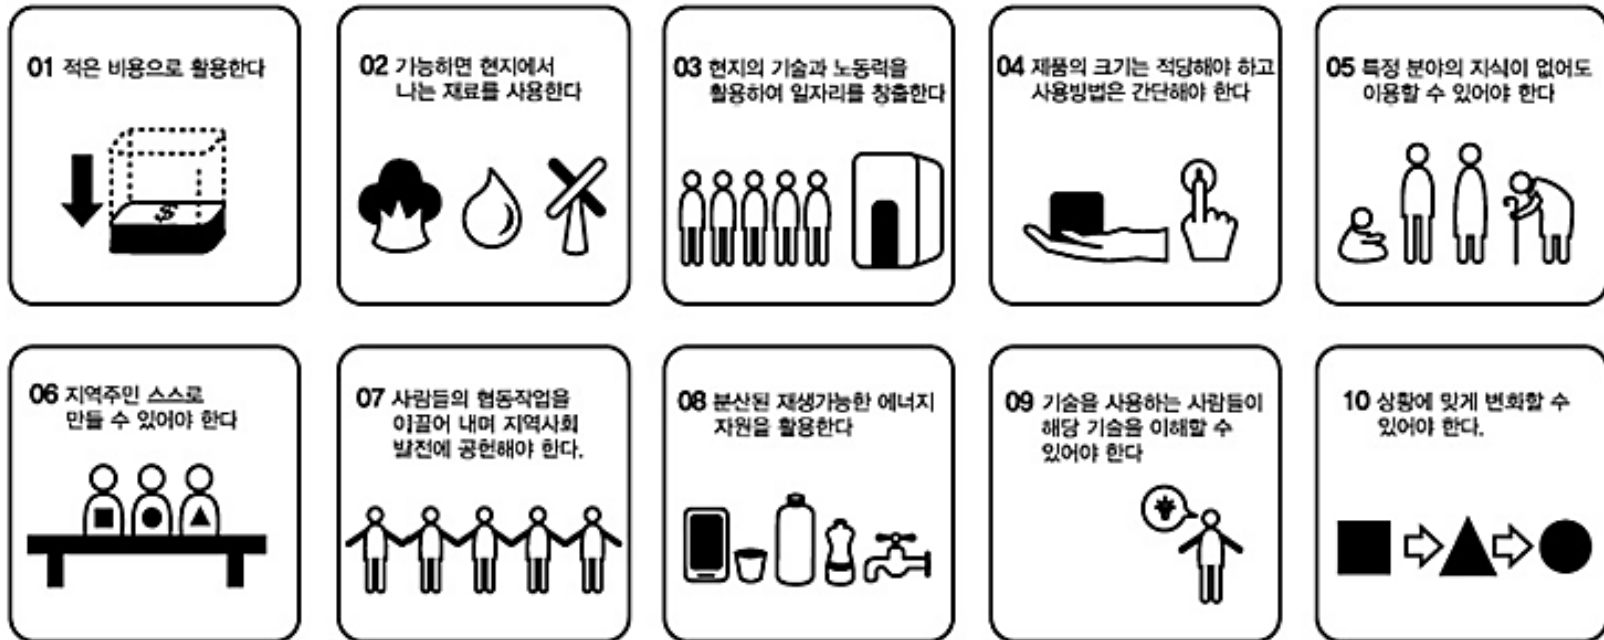 01 적은 비용으로 활용한다
$
02 가능하면 현지에서
나는 재료를 사용한다
03 현지의 기술과 노동력을
활용하여 일자리를 창출한다
04 제품의 크기는 적당해야 하고
사용방법은 간단해야 한다
05 특정 분야의 지식이 없어도
이용할 수 있어야 한다
06 지역주민 스스로
만들 수 있어야 한다
07 사람들의 협동작업을
이끌어 내며 지역사회
발전에 공헌해야 한다.
08 분산된 재생가능한 에너지
자원을 활용한다
09 기술을 사용하는 사람들이
해당 기술을 이해할 수
있어야 한다
10 상황에 맞게 변화할 수
있어야 한다.